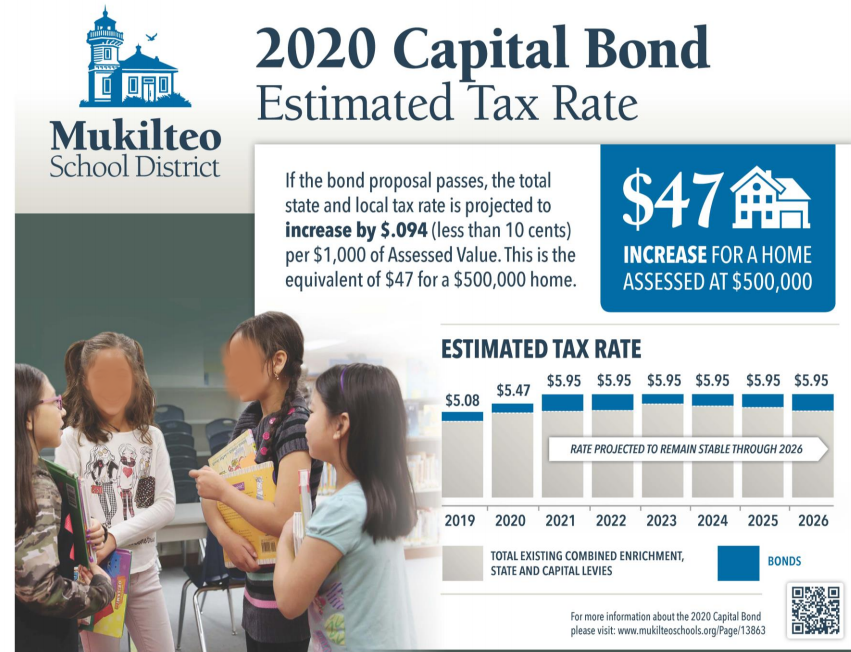 2020 Capital Bond
Estimated Tax Rate
Mukilteo
School District
If the bond proposal passes, the total
state and local tax rate is projected to
increase by $.094 (less than 10 cents)
per $1,000 of Assessed Value. This is the
equivalent of $47 for a $500,000 home.
$47
INCREASE FOR A HOME
ASSESSED AT $500,000
ESTIMATED TAX RATE
$5.08 $5.47 $5.95 $5.95 $5.95 $5.95 $5.95 $5.95
RATE PROJECTED TO REMAIN STABLE THROUGH 2026
2019 2020 2021 2022 2023 2024 2025 2026
TOTAL EXISTING COMBINED ENRICHMENT,
STATE AND CAPITAL LEVIES
BONDS
For more information about the 2020 Capital Bond
please visit: www.mukilteoschools.org/Page/13863